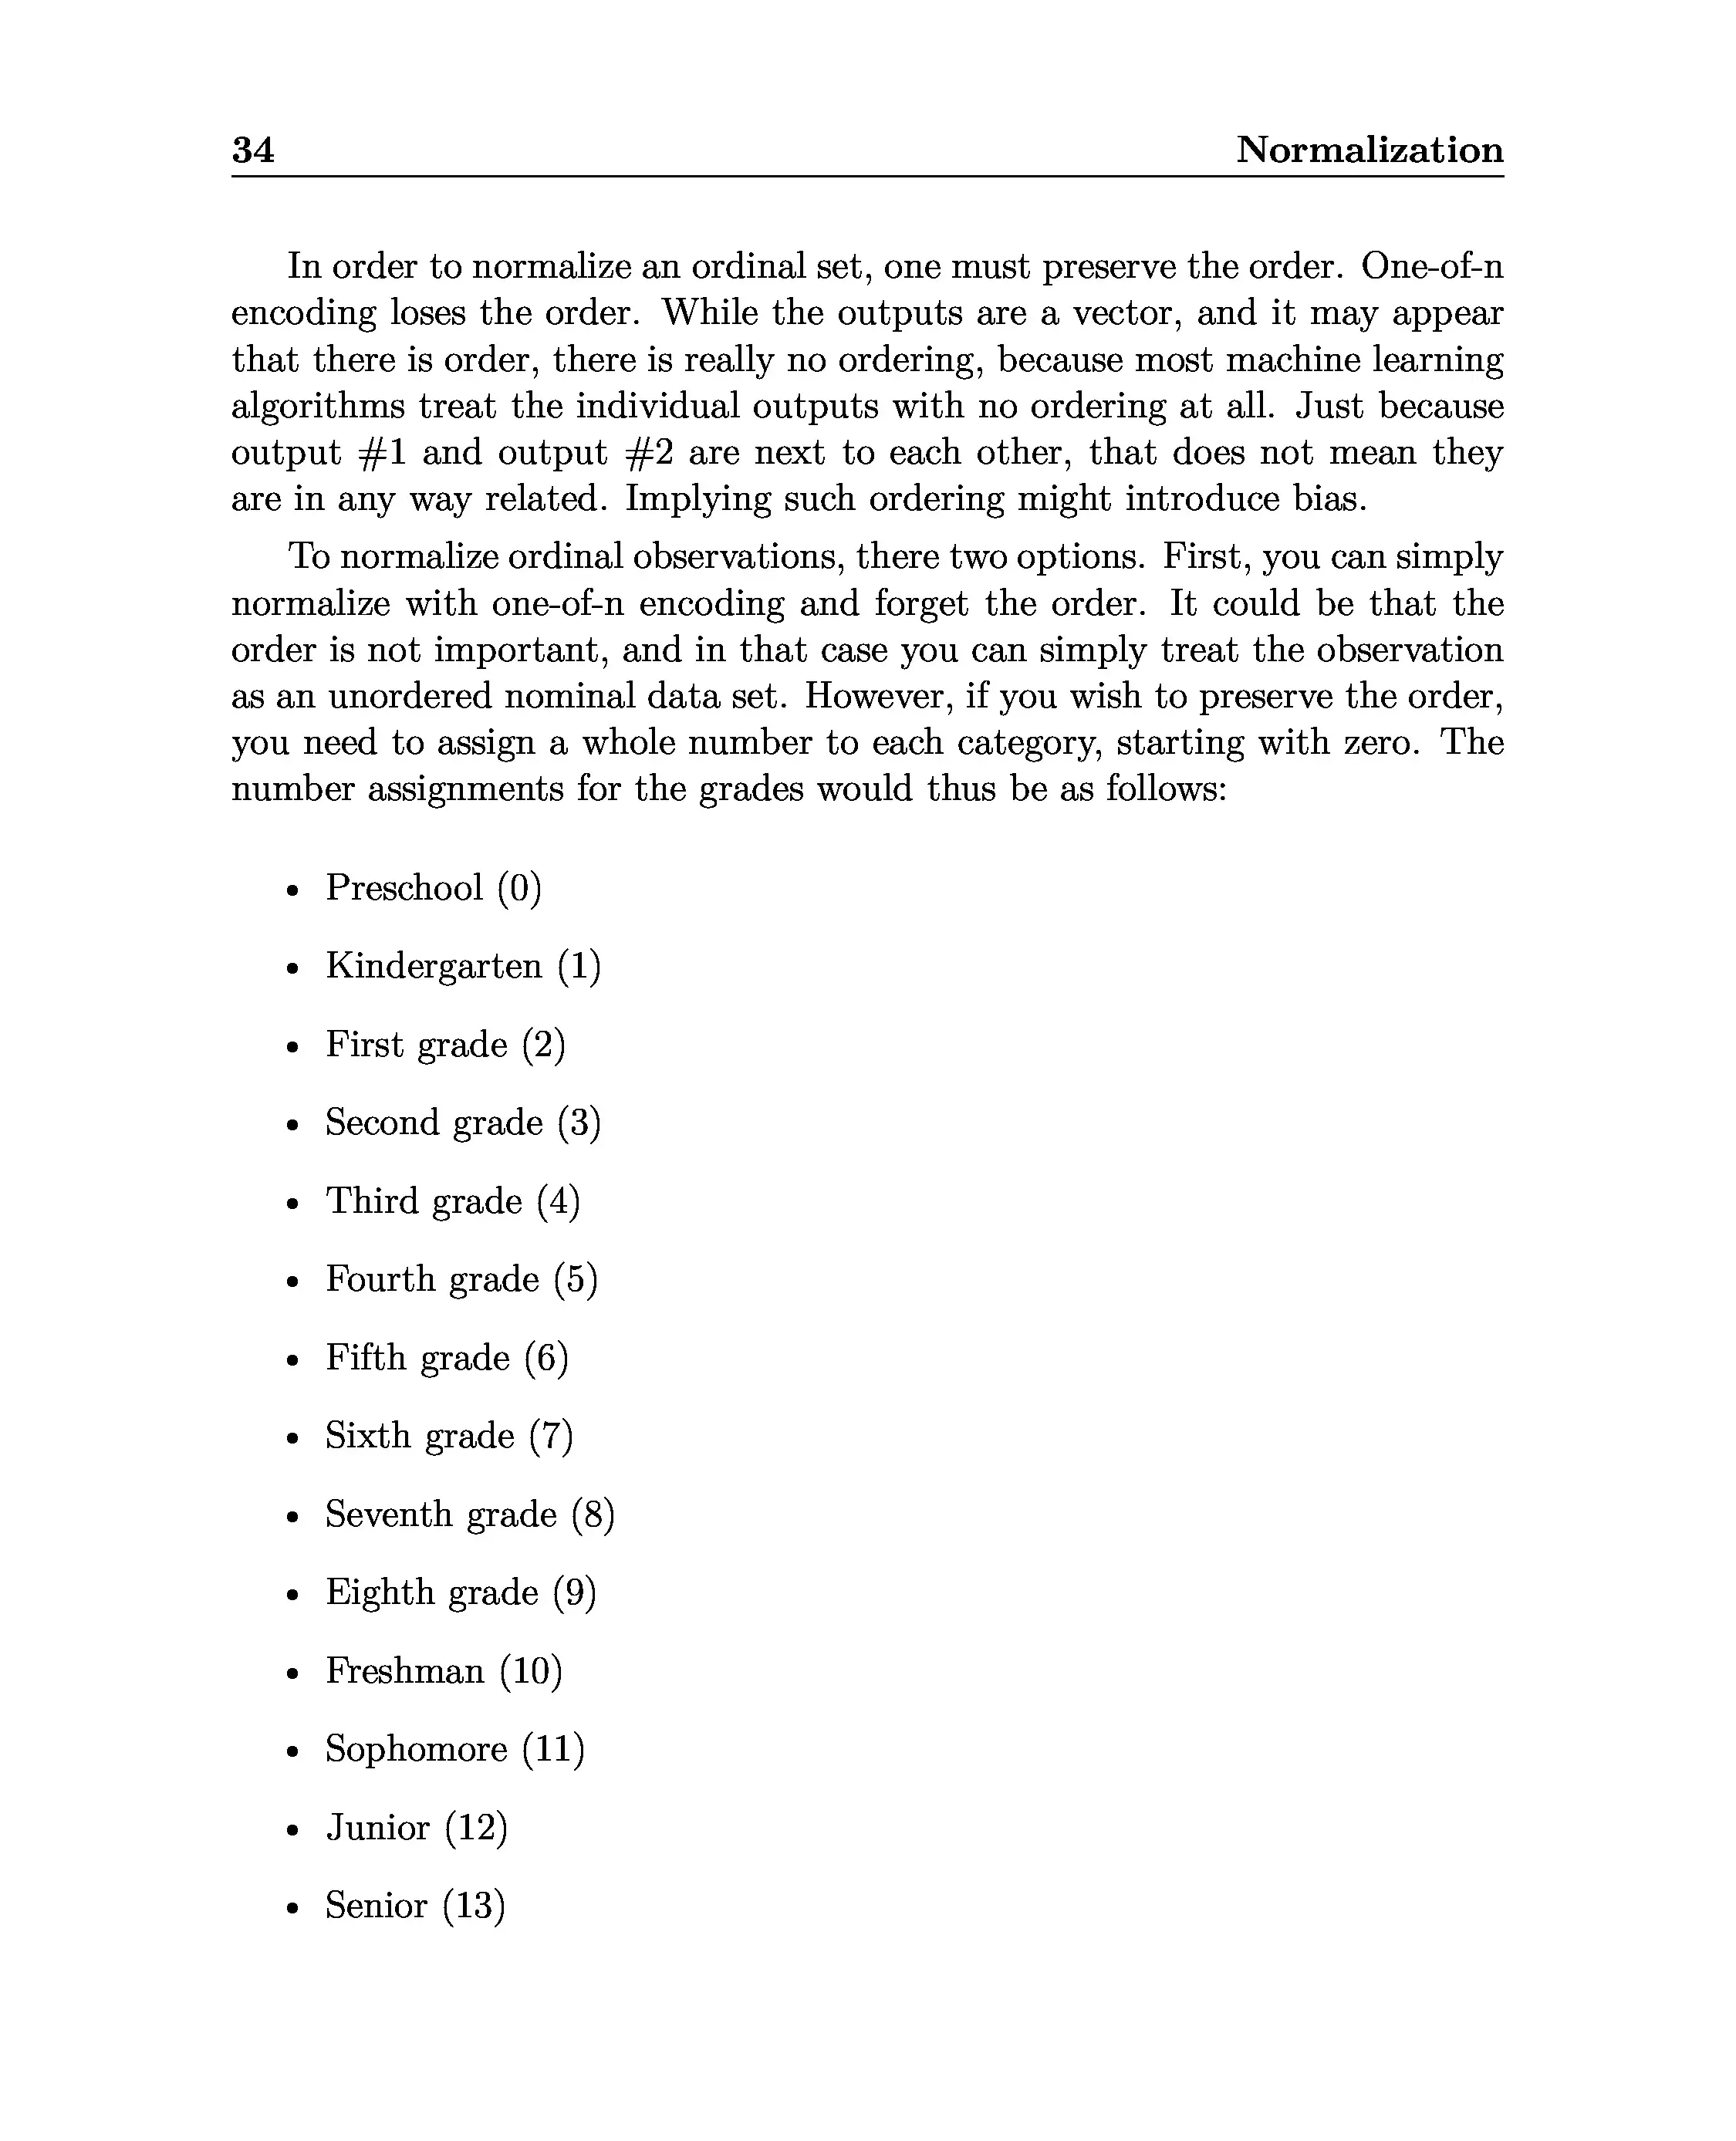 34 Normalization
In order to normalize an ordinal set, one must preserve the order. One-of-n
encoding loses the order. While the outputs are a vector, and it may appear
that there is order, there is really no ordering, because most machine learning
algorithms treat the individual outputs with no ordering at all. Just because
output #1 and output #2 are next to each other, that does not mean they
are in any way related. Implying such ordering might introduce bias.
To normalize ordinal observations, there two options. First, you can simply
normalize with one-of-n encoding and forget the order. It could be that the
order is not important, and in that case you can simply treat the observation
as an unordered nominal data set. However, if you wish to preserve the order,
you need to assign a whole number to each category, starting with zero. The
number assignments for the grades would thus be as follows:
• Preschool (0)
• Kindergarten (1)
• First grade (2)
• Second grade (3)
• Third grade (4)
• Fourth grade (5)
• Fifth grade (6)
• Sixth grade (7)
• Seventh grade (8)
• Eighth grade (9)
• Freshman (10)
• Sophomore (11)
• Junior (12)
• Senior (13)